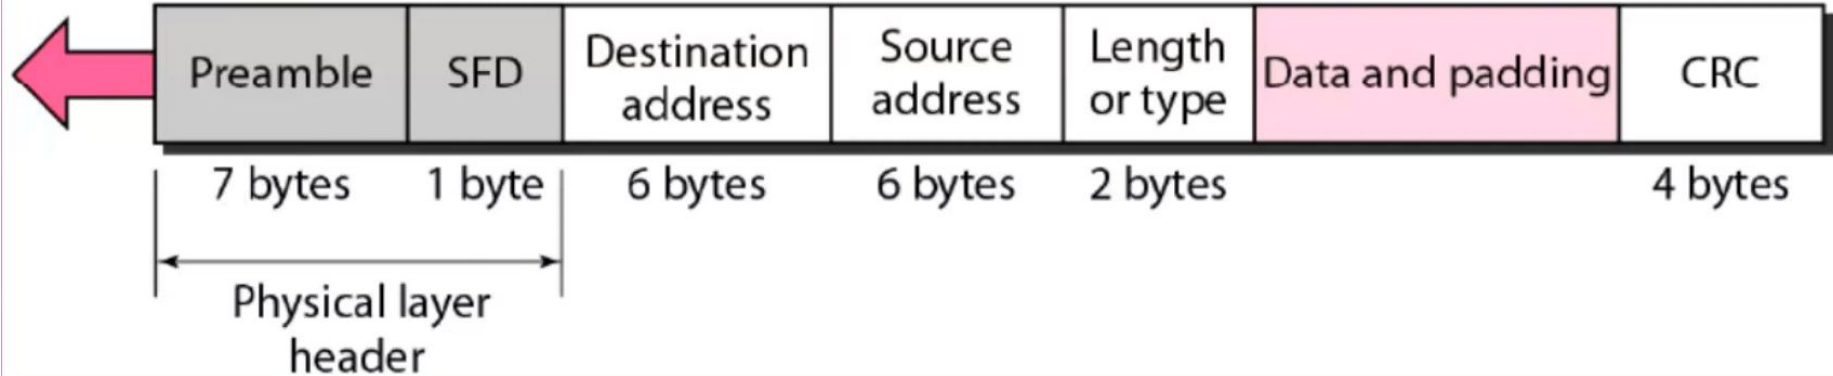 Preamble
SFD
Destination
address
Source
address
Length
or type
Data and padding
CRC
7 bytes
1 byte
6 bytes
6 bytes
2 bytes
4 bytes
Physical layer
header